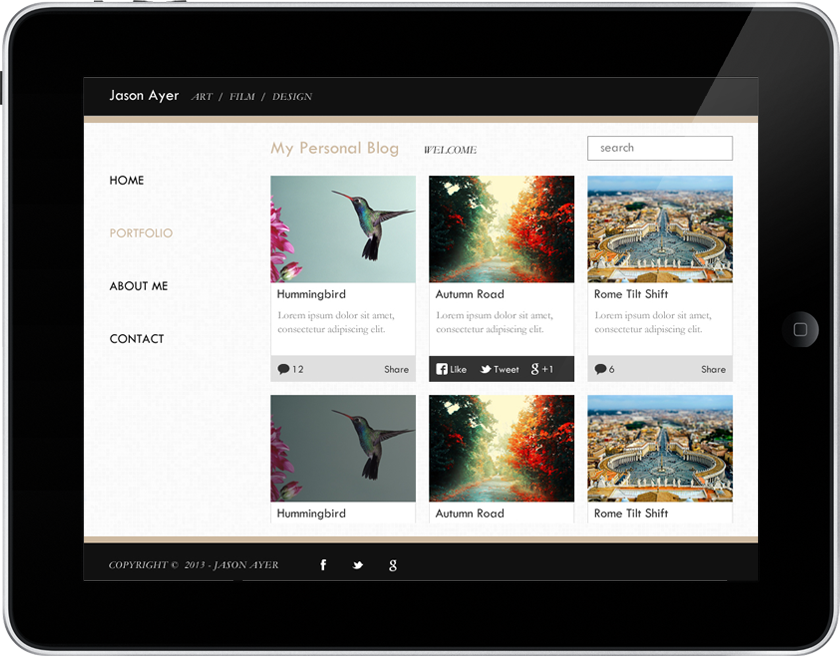 Jason Ayer ART / FILM / DESIGN
My Personal Blog WELCOME search
HOME
PORTFOLIO
ABOUT ME
CONTACT
Hummingbird
Lorem ipsum dolor sit amet,
consectetur adipiscing elit.
12 Share
Autumn Road
Lorem ipsum dolor sit amet,
consectetur adipiscing elit.
Like Tweet +1
Rome Tilt Shift
Lorem ipsum dolor sit amet,
consectetur adipiscing elit.
6 Share
Hummingbird
Autumn Road
Rome Tilt Shift
COPYRIGHT © 2013 - JASON AYER